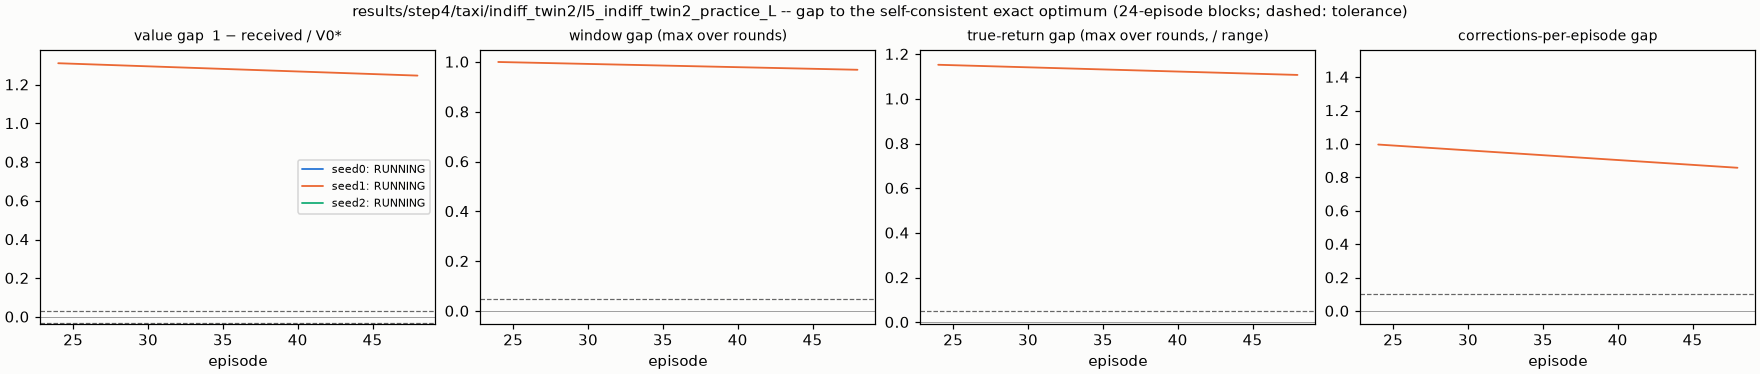 results/step4/taxi/indiff_twin2/l5_indiff_twin2_practice_L -- gap to the self-consistent exact optimum (24-episode blocks; dashed: tolerance)
value gap  1 − received / V0*
1.2
1.0
0.8
0.6
0.4
0.2
0.0
seed0: RUNNING
seed1: RUNNING
seed2: RUNNING
25 30 35 40 45
episode
window gap (max over rounds)
1.0
0.8
0.6
0.4
0.2
0.0
25 30 35 40 45
episode
true-return gap (max over rounds, / range)
1.2
1.0
0.8
0.6
0.4
0.2
0.0
25 30 35 40 45
episode
corrections-per-episode gap
1.4
1.2
1.0
0.8
0.6
0.4
0.2
0.0
25 30 35 40 45
episode